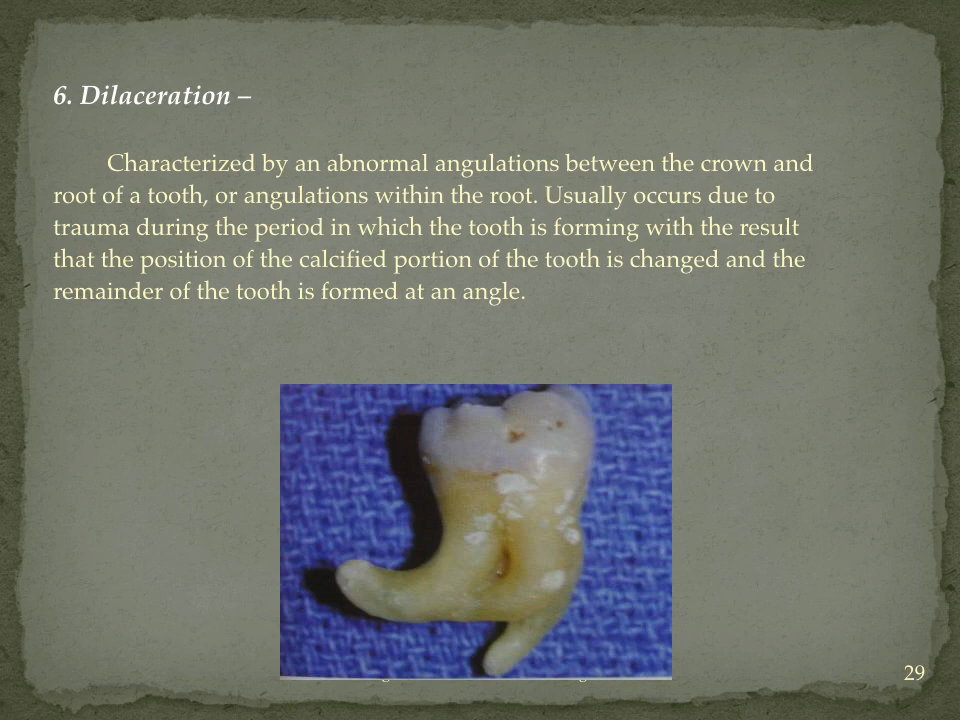 6. Dilaceration –
Characterized by an abnormal angulations between the crown and
root of a tooth, or angulations within the root. Usually occurs due to
trauma during the period in which the tooth is forming with the result
that the position of the calcified portion of the tooth is changed and the
remainder of the tooth is formed at an angle.
29